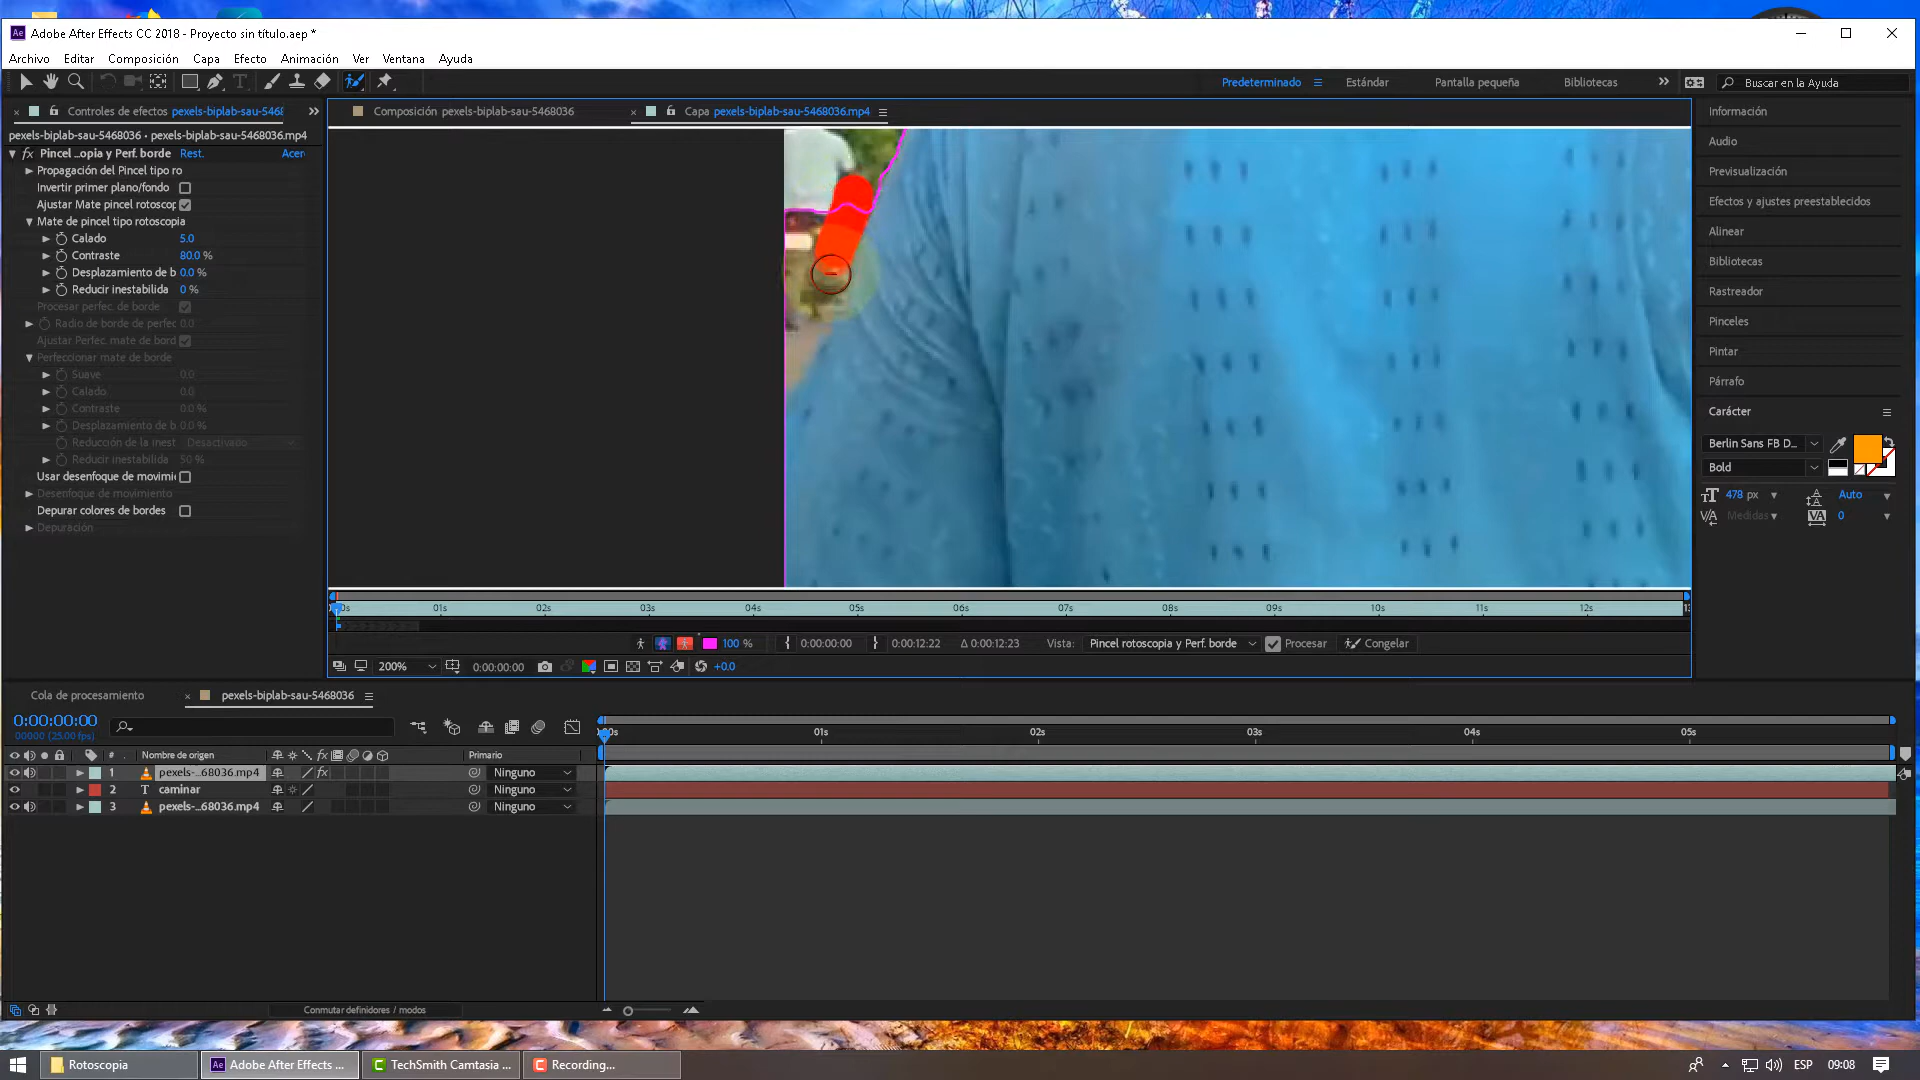 Adobe After Effects CC 2018 - Proyecto sin título.aep *
Archivo Editar Composición Capa Efecto Animación Ver Ventana Ayuda
Predeterminado Estándar Pantalla pequeña Bibliotecas Buscar en la Ayuda
Controles de efectos pexels-biplab-sau-5468
Composición pexels-biplab-sau-5468036
Capa pexels-biplab-sau-5468036.mp4
pexels-biplab-sau-5468036 • pexels-biplab-sau-5468036.mp4
fx Pincel ...opia y Perf. borde Rest. Acer
Propagación del Pincel tipo ro
Invertir primer plano/fondo
Ajustar Mate pincel rotoscop
Mate de pincel tipo rotoscopia
Calado 5.0
Contraste 80.0 %
Desplazamiento de b 0.0 %
Reducir inestabilida 0 %
Procesar perfec. de borde
Radio de borde de perfec 0.0
Ajustar Perfec. mate de bord
Perfeccionar mate de borde
Suave 0.0
Calado 0.0
Contraste 0.0 %
Desplazamiento de b 0.0 %
Reducción de la inest Desactivado
Reducir inestabilida 50 %
Usar desenfoque de movimie
Desenfoque de movimiento
Depurar colores de bordes
Depuración
Información
Audio
Previsualización
Efectos y ajustes preestablecidos
Alinear
Bibliotecas
Rastreador
Pinceles
Pintar
Párrafo
Carácter
Berlin Sans FB D...
Bold
478 px Auto
Medidas 0
01s 02s 03s 04s 05s 06s 07s 08s 09s 10s 11s 12s
100 % 0:00:00:00 0:00:12:22 Δ 0:00:12:23 Vista: Pincel rotoscopia y Perf. borde Procesar Congelar
200% 0:00:00:00 +0.0
Cola de procesamiento pexels-biplab-sau-5468036
0:00:00:00
00000 (25.00 fps)
01s 02s 03s 04s 05s
# Nombre de origen fx Primario
1 pexels-...68036.mp4 fx Ninguno
2 T caminar Ninguno
3 pexels-...68036.mp4 Ninguno
Conmutar definidores / modos
Rotoscopia Adobe After Effects ... TechSmith Camtasia ... Recording... ESP 09:08